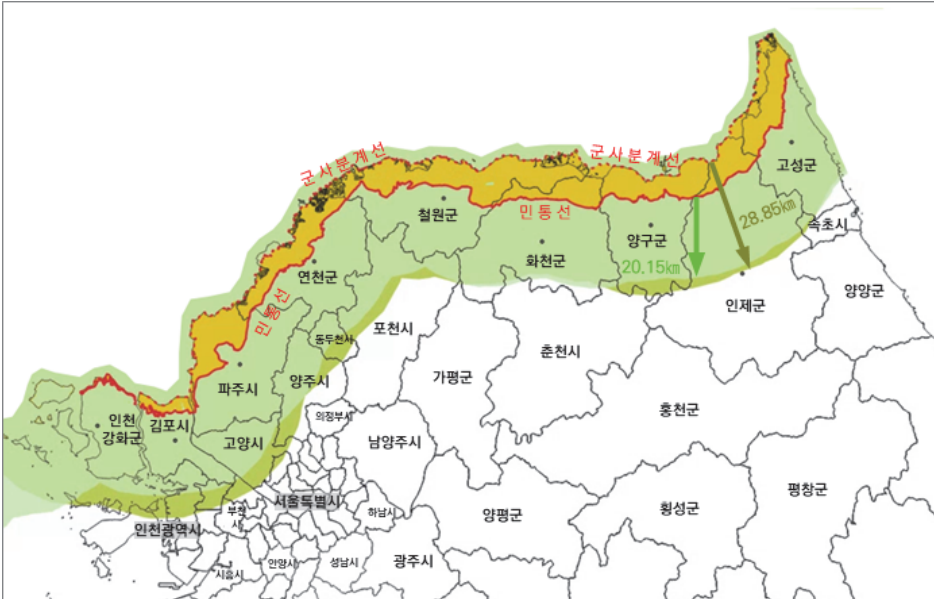 군사분계선
군사분계선
고성군
철원군
민통선
28.85km
속초시
양구군
화천군
20.15km
연천군
인제군
양양군
민통선
포천시
동두천시
춘천시
가평군
양주시
파주시
홍천군
인천
강화군
김포시
의정부시
고양시
남양주시
평창군
서울특별시
부천
시
하남시
양평군
횡성군
인천광역시
안양시
성남시
광주시
시흥시